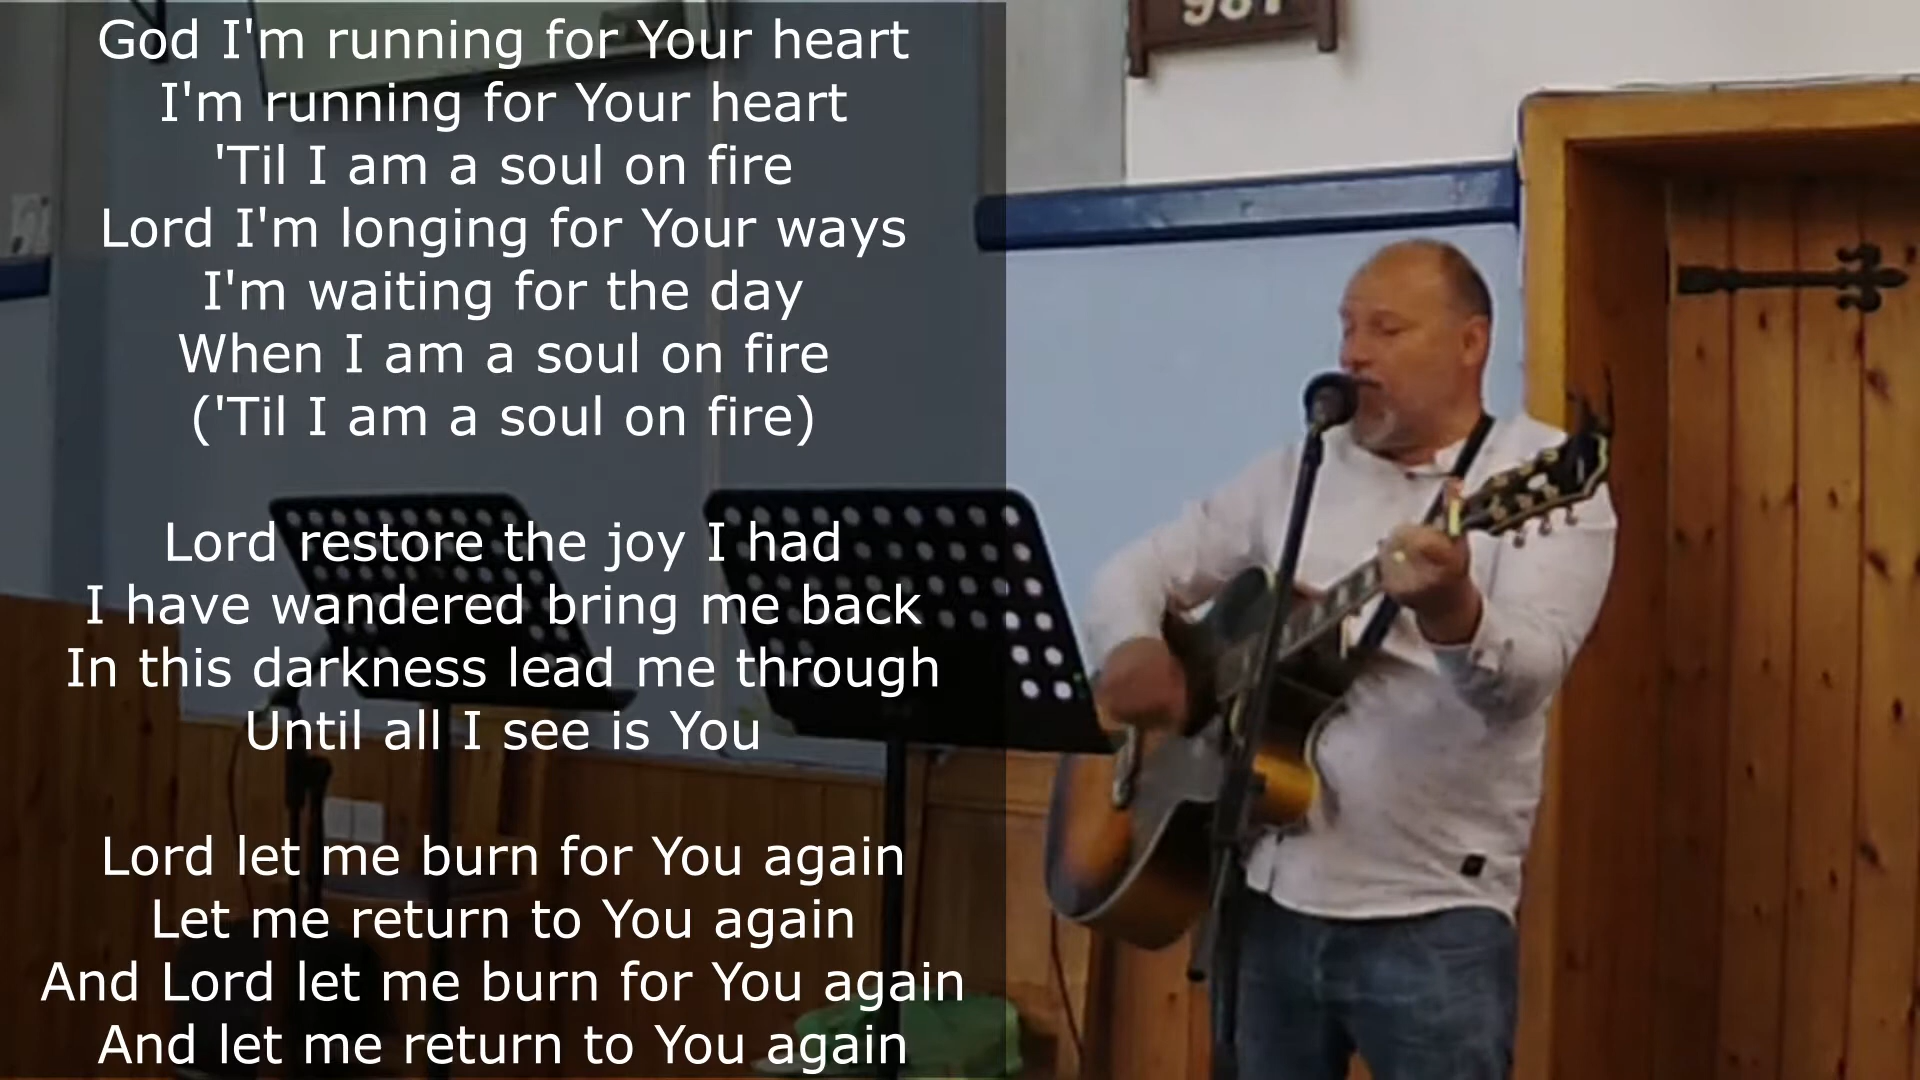 981
God I'm running for Your heart
I'm running for Your heart
'Til I am a soul on fire
Lord I'm longing for Your ways
I'm waiting for the day
When I am a soul on fire
('Til I am a soul on fire)
Lord restore the joy I had
I have wandered bring me back
In this darkness lead me through
Until all I see is You
Lord let me burn for You again
Let me return to You again
And Lord let me burn for You again
And let me return to You again